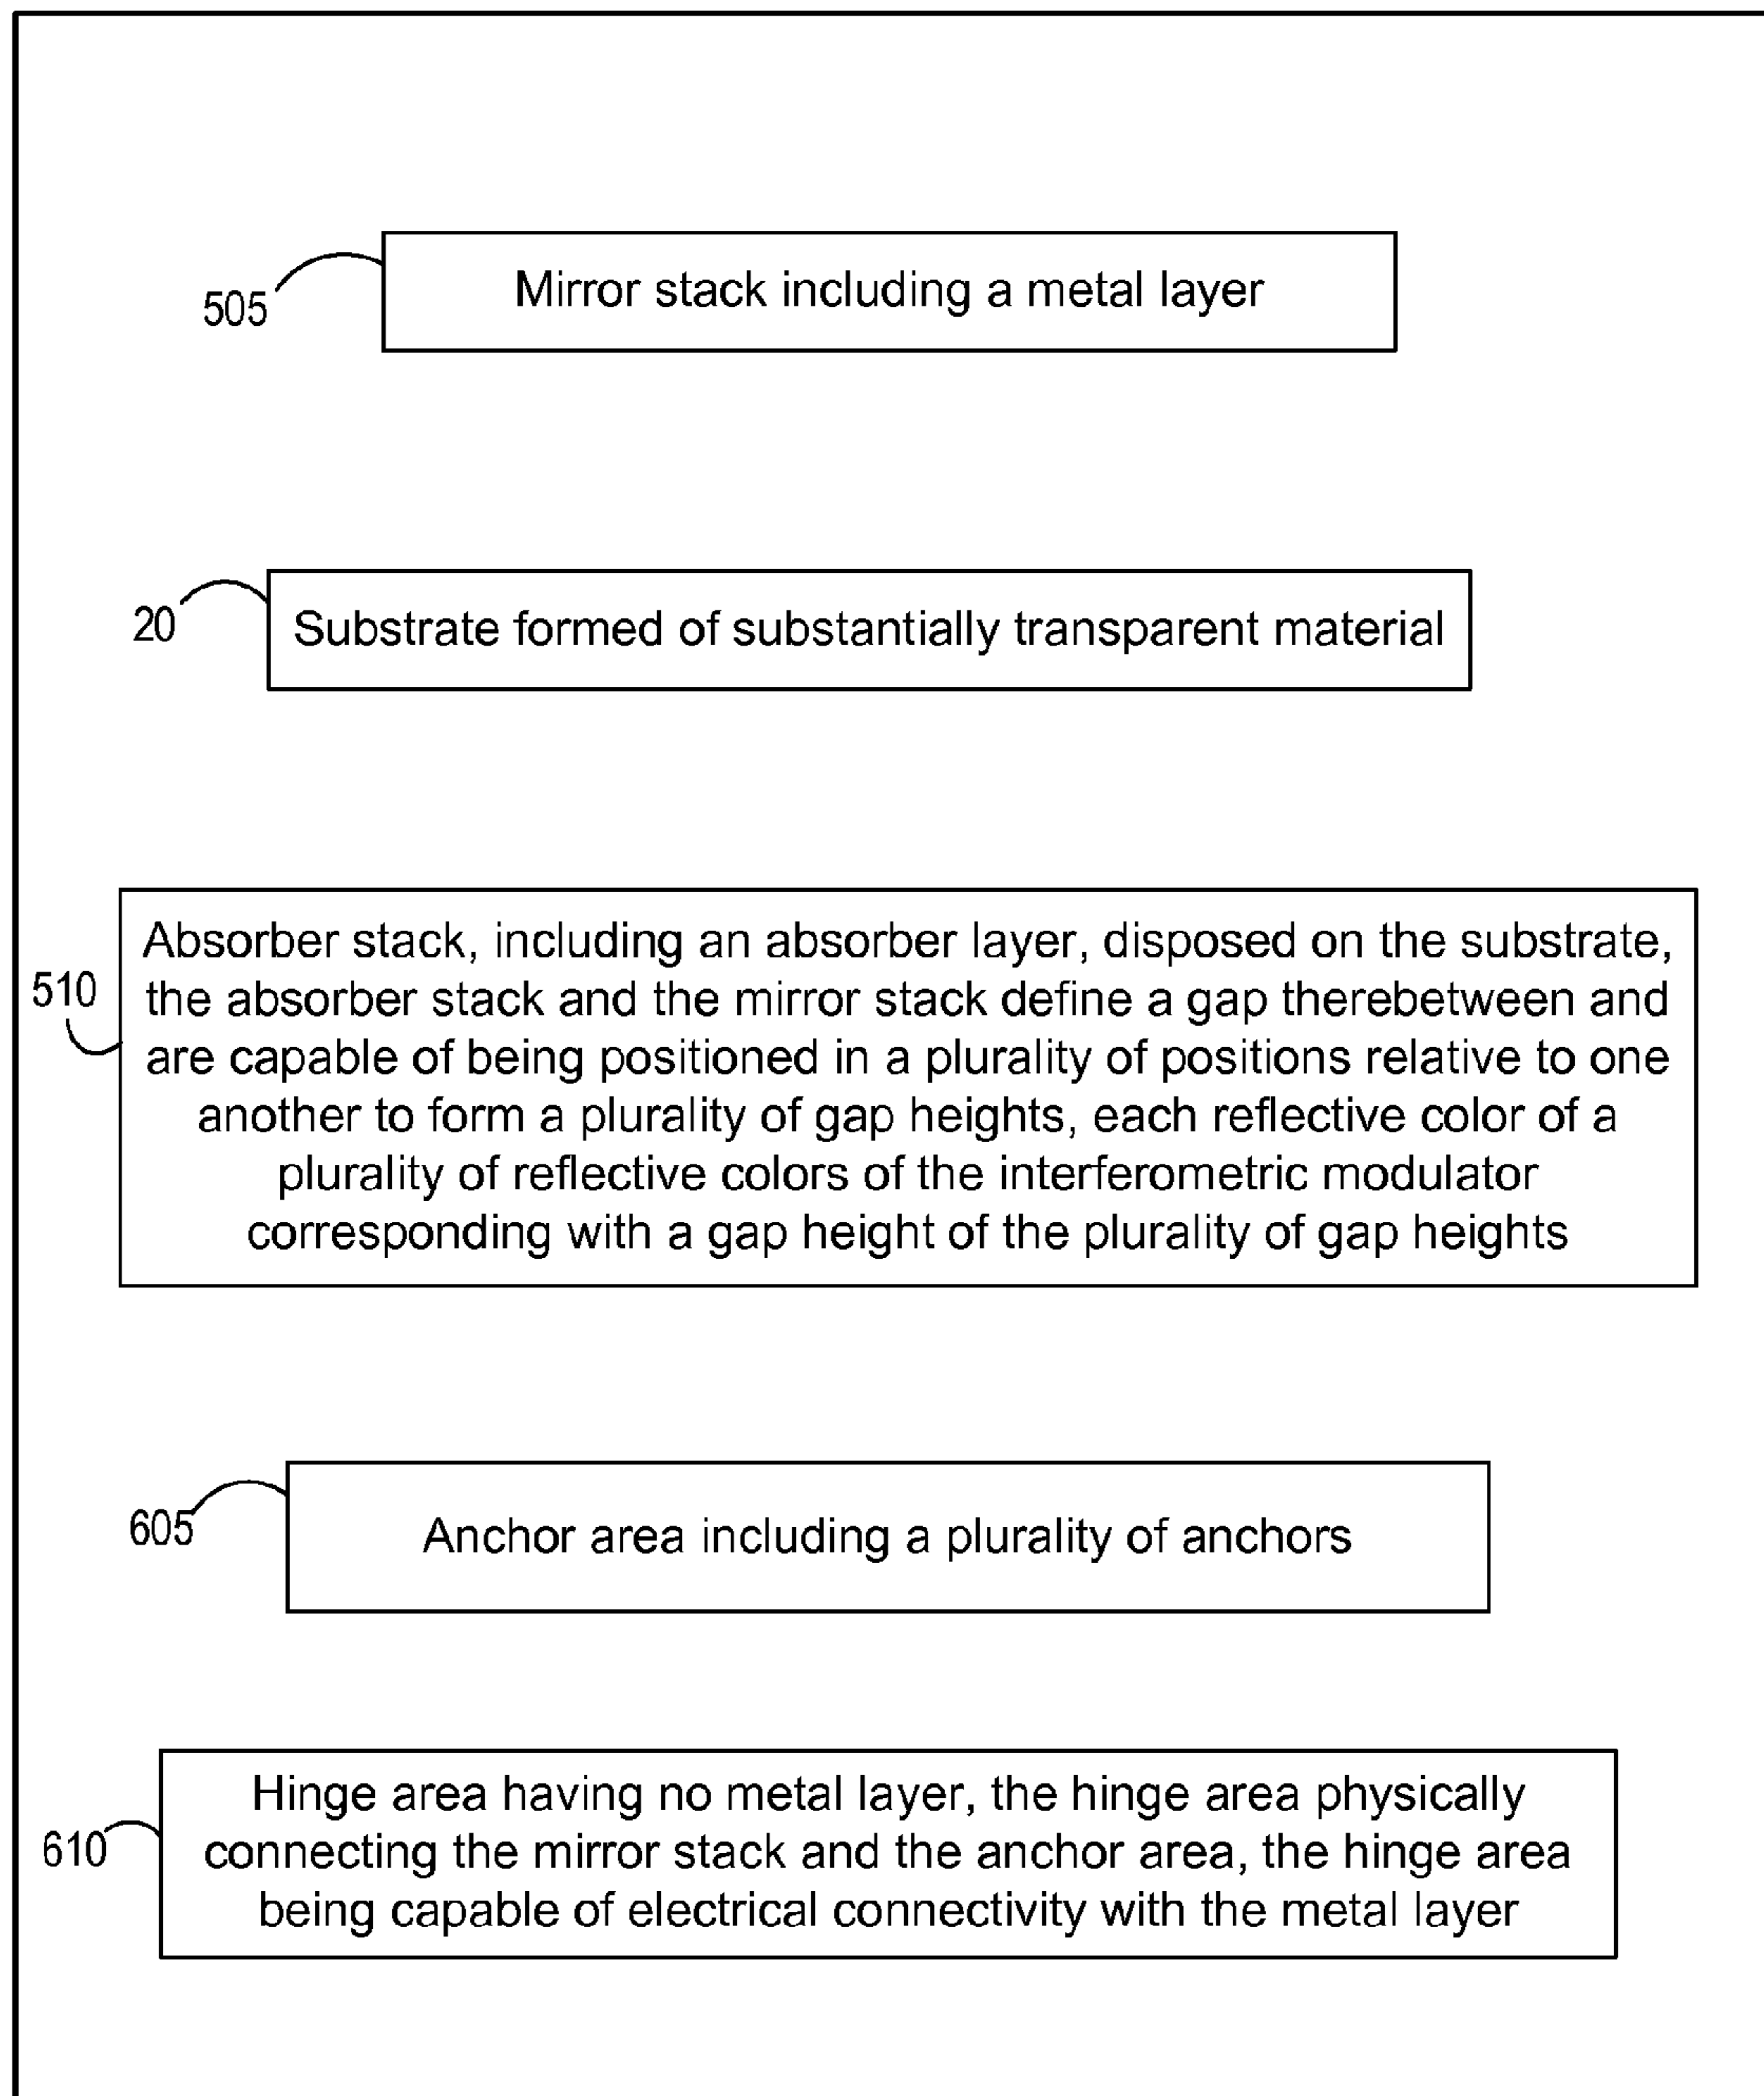 505
Mirror stack including a metal layer
20
Substrate formed of substantially transparent material
510
Absorber stack, including an absorber layer, disposed on the substrate,
the absorber stack and the mirror stack define a gap therebetween and
are capable of being positioned in a plurality of positions relative to one
another to form a plurality of gap heights, each reflective color of a
plurality of reflective colors of the interferometric modulator
corresponding with a gap height of the plurality of gap heights
605
Anchor area including a plurality of anchors
610
Hinge area having no metal layer, the hinge area physically
connecting the mirror stack and the anchor area, the hinge area
being capable of electrical connectivity with the metal layer